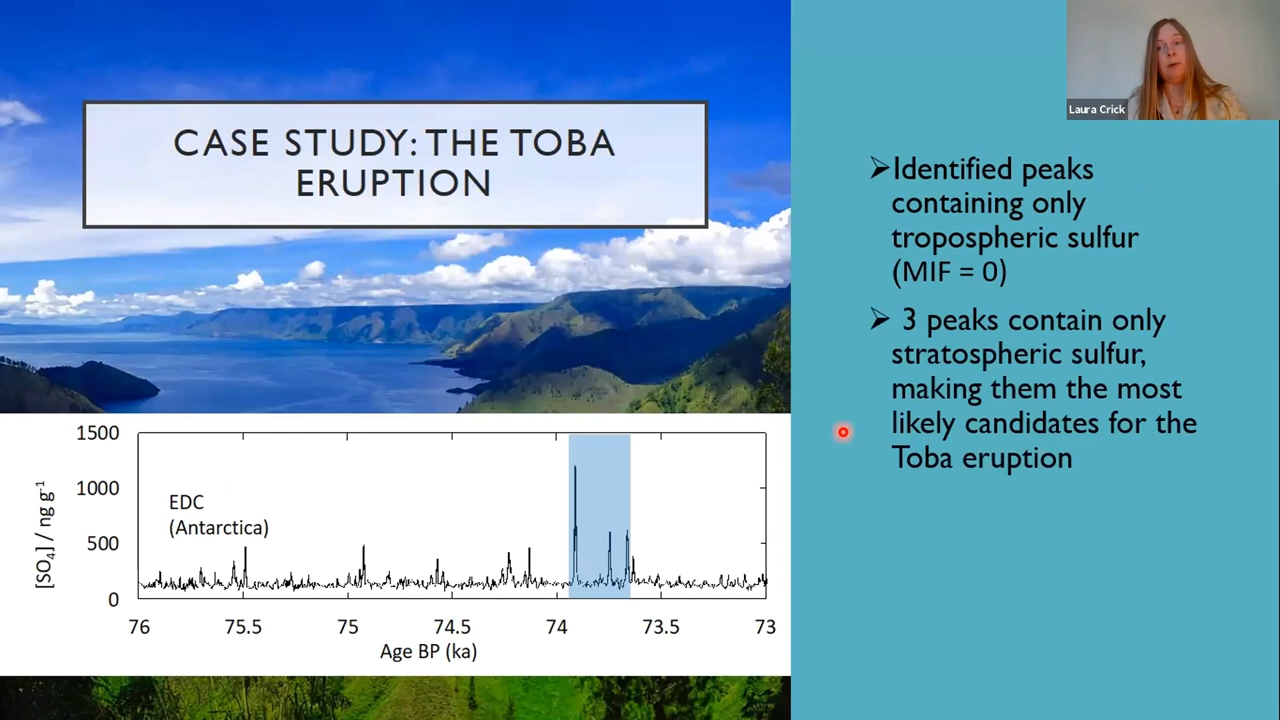 CASE STUDY: THE TOBA
ERUPTION
Laura Crick
➢Identified peaks
containing only
tropospheric sulfur
(MIF = 0)
➢ 3 peaks contain only
stratospheric sulfur,
making them the most
likely candidates for the
Toba eruption
[SO₄] / ng g⁻¹
1500
1000
500
0
EDC
(Antarctica)
76 75.5 75 74.5 74 73.5 73
Age BP (ka)